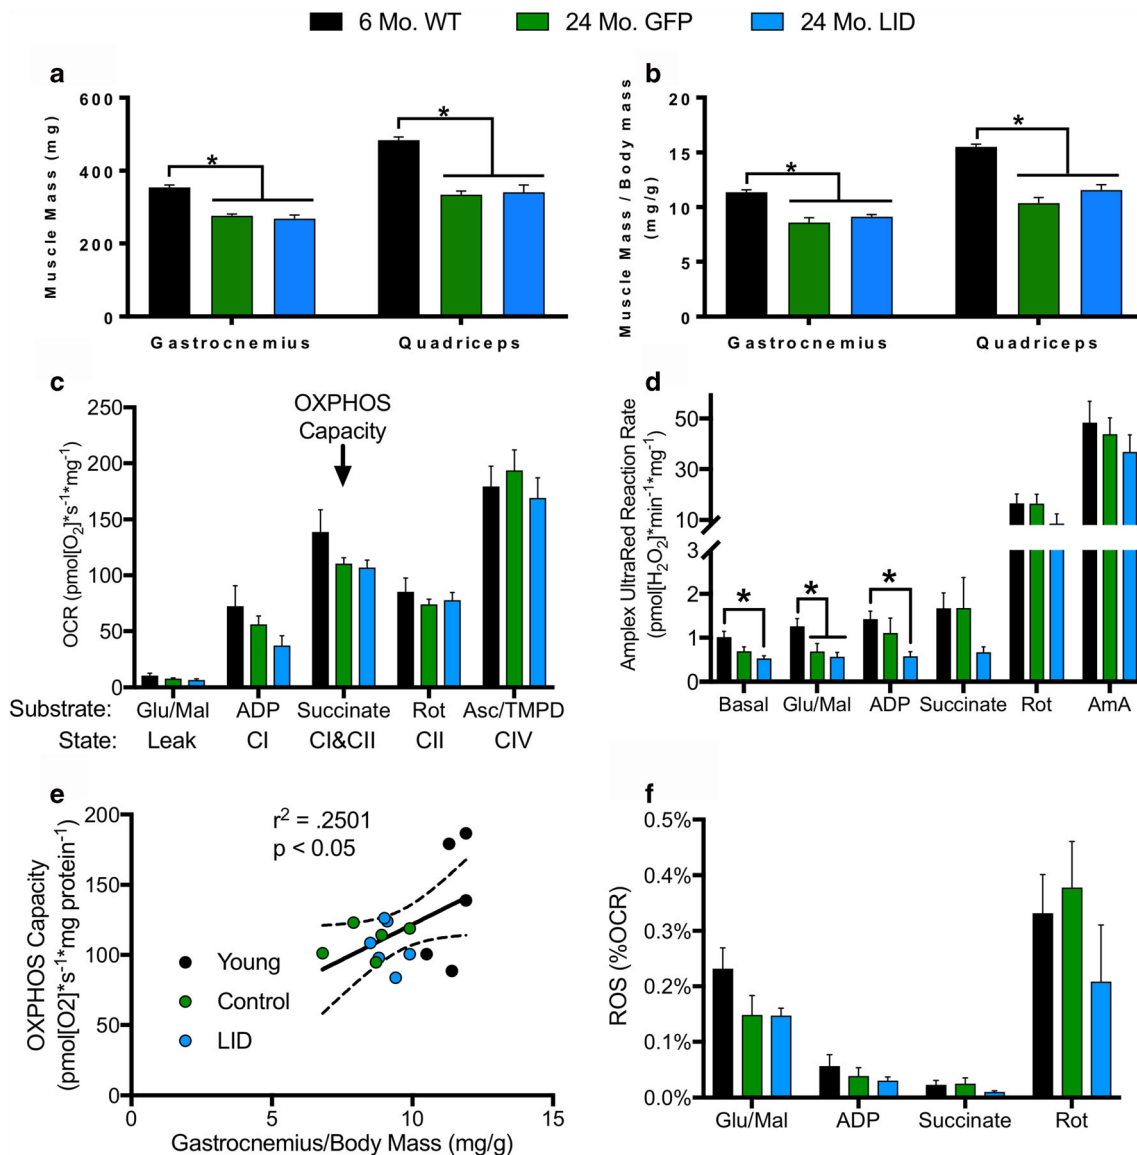 6 Mo. WT 24 Mo. GFP 24 Mo. LID
a
Muscle Mass (mg)
600
400
200
0
*
*
Gastrocnemius Quadriceps
b
Muscle Mass / Body mass
(mg/g)
20
15
10
5
0
*
*
Gastrocnemius Quadriceps
c
OXPHOS
Capacity
OCR (pmol[O₂]*s⁻¹*mg⁻¹)
250
200
150
100
50
0
Substrate: Glu/Mal ADP Succinate Rot Asc/TMPD
State: Leak CI CI&CII CII CIV
d
Amplex UltraRed Reaction Rate
(pmol[H₂O₂]*min⁻¹*mg⁻¹)
50
30
10
3
2
1
0
*
*
*
Basal Glu/Mal ADP Succinate Rot AmA
e
OXPHOS Capacity
(pmol[O2]*s⁻¹*mg protein⁻¹)
200
150
100
50
0
r² = .2501
p < 0.05
Young
Control
LID
0 5 10 15
Gastrocnemius/Body Mass (mg/g)
f
ROS (%OCR)
0.5%
0.4%
0.3%
0.2%
0.1%
0.0%
Glu/Mal ADP Succinate Rot